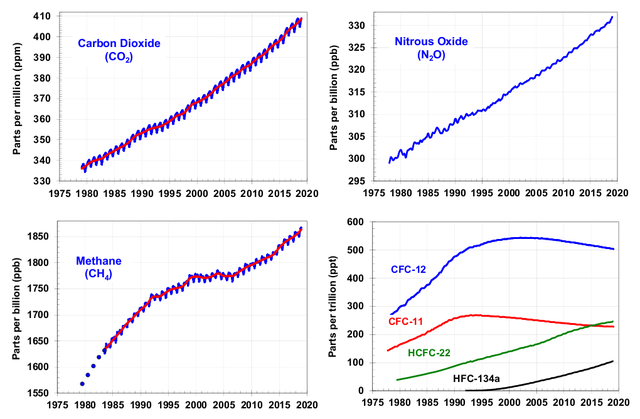 Carbon Dioxide
(CO₂)
Parts per million (ppm)
410
400
390
380
370
360
350
340
330
1975 1980 1985 1990 1995 2000 2005 2010 2015 2020
Nitrous Oxide
(N₂O)
Parts per billion (ppb)
330
325
320
315
310
305
300
295
1975 1980 1985 1990 1995 2000 2005 2010 2015 2020
Methane
(CH₄)
Parts per billion (ppb)
1850
1800
1750
1700
1650
1600
1550
1975 1980 1985 1990 1995 2000 2005 2010 2015 2020
Parts per trillion (ppt)
600
500
400
300
200
100
0
CFC-12
CFC-11
HCFC-22
HFC-134a
1975 1980 1985 1990 1995 2000 2005 2010 2015 2020